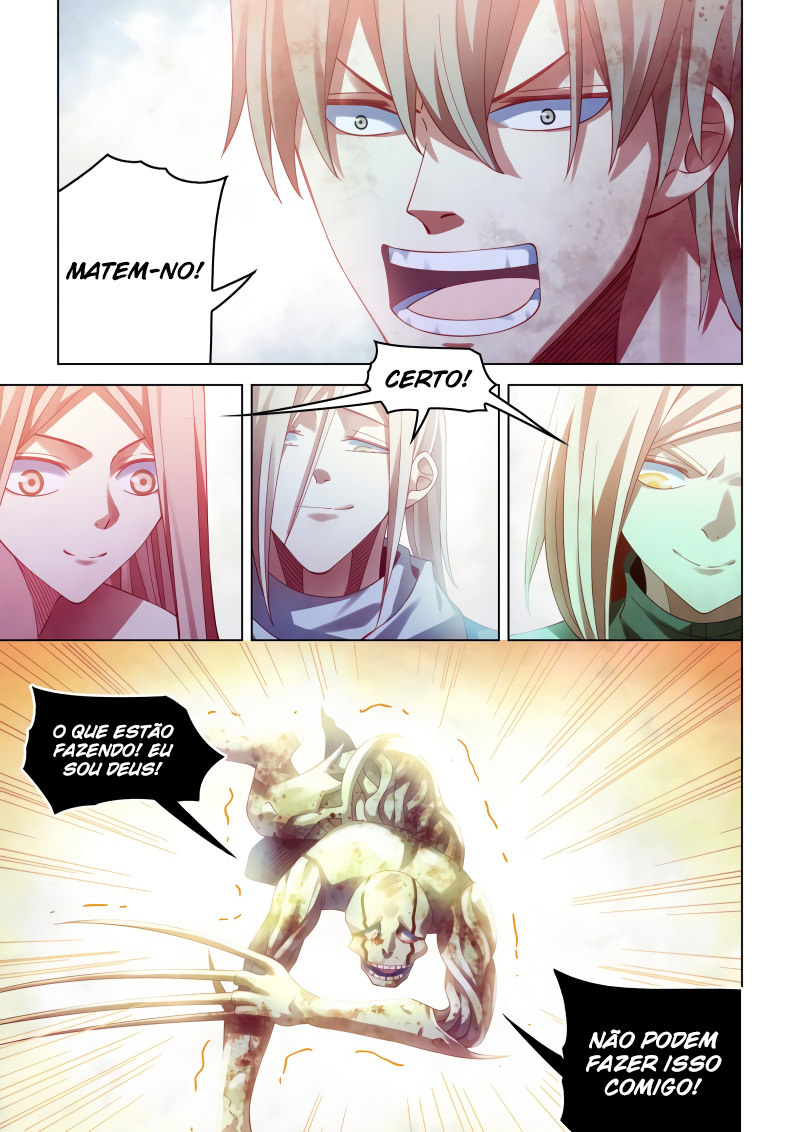 MATEM-NO!
CERTO!
O QUE ESTÃO
FAZENDO! EU
SOU DEUS!
NÃO PODEM
FAZER ISSO
COMIGO!